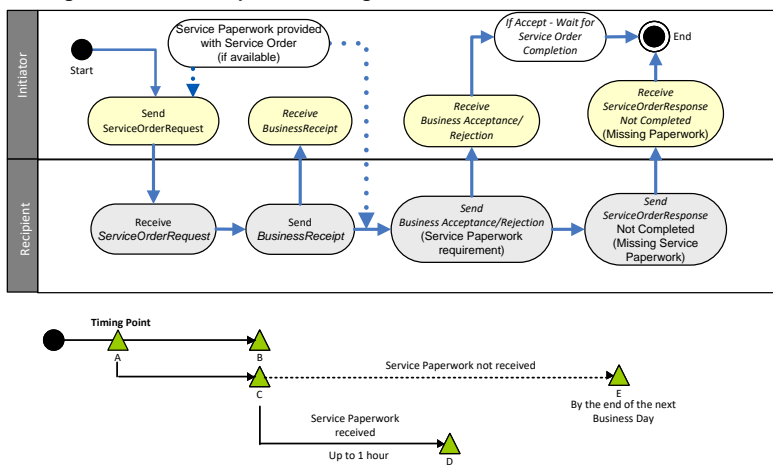 Initiator
Start
Service Paperwork provided
with Service Order
(if available)
If Accept - Wait for
Service Order
Completion
End
Send
ServiceOrderRequest
Receive
BusinessReceipt
Receive
Business Acceptance/
Rejection
Receive
ServiceOrderResponse
Not Completed
(Missing Paperwork)
Recipient
Receive
ServiceOrderRequest
Send
BusinessReceipt
Send
Business Acceptance/Rejection
(Service Paperwork
requirement)
Send
ServiceOrderResponse
Not Completed
(Missing Service
Paperwork)
Timing Point
A
B
C
Service Paperwork not received
E
By the end of the next
Business Day
Service Paperwork
received
Up to 1 hour
D